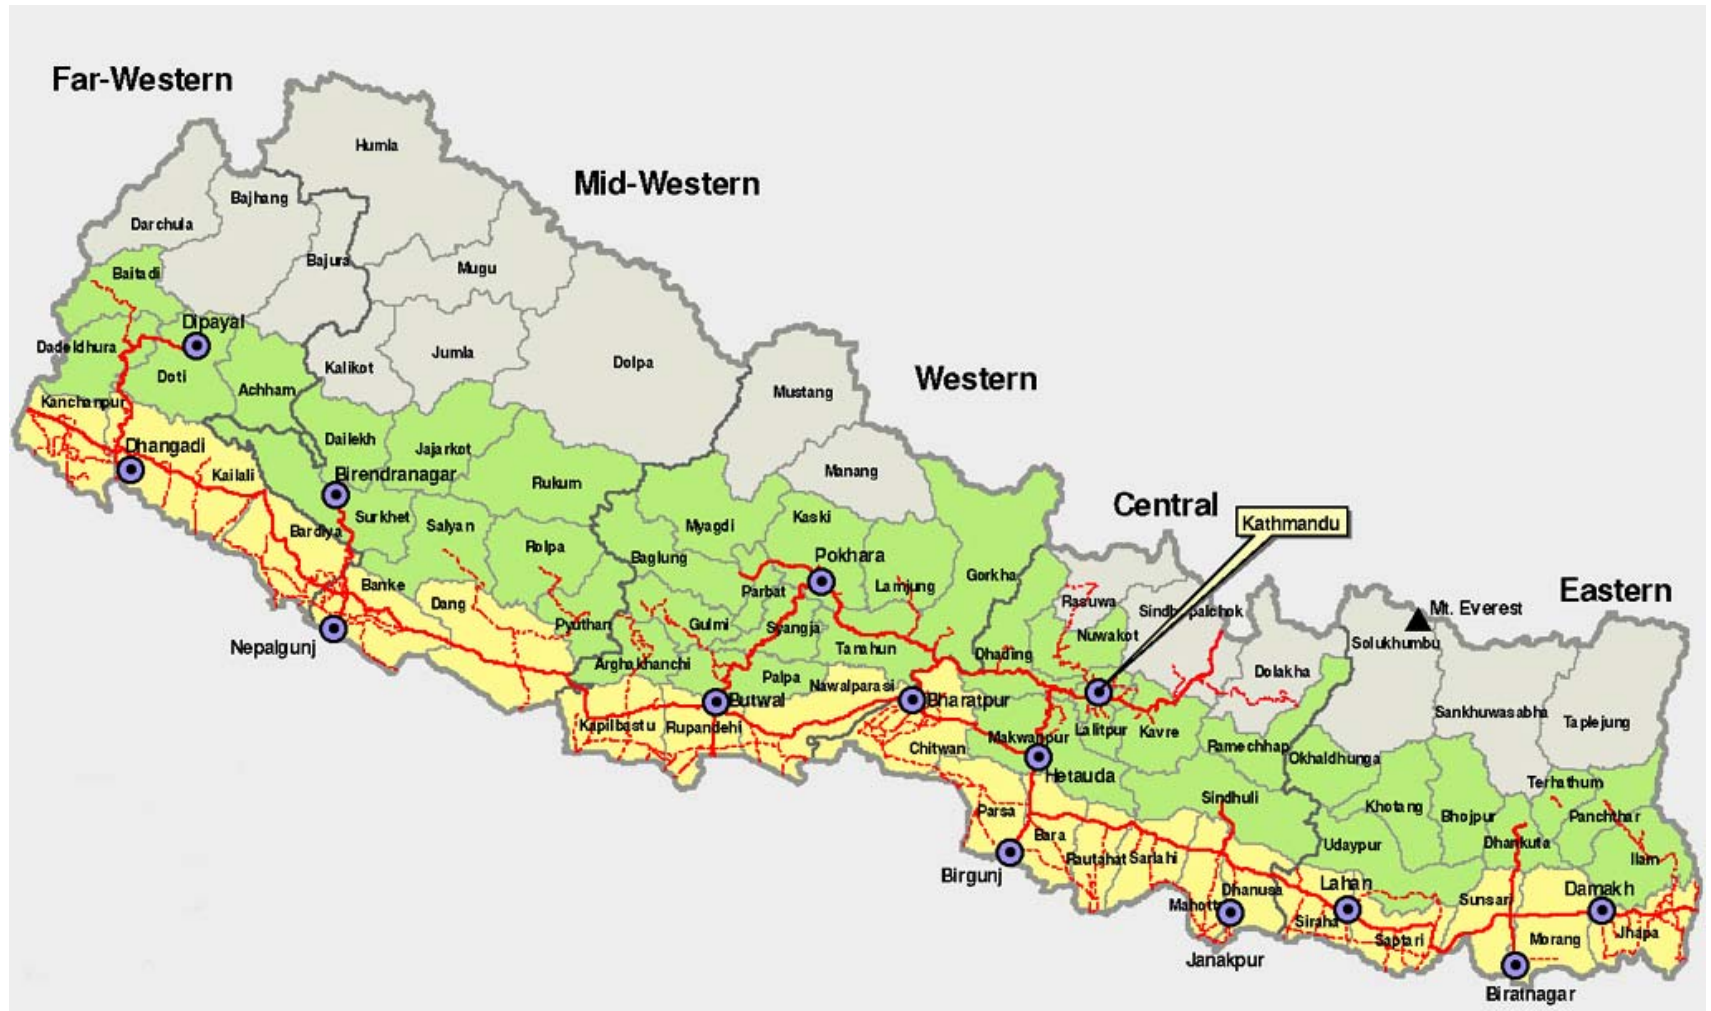 Far-Western
Humla
Mid-Western
Bajhang
Darchula
Bajura
Mugu
Baitadi
Dipayal
Dadeldhura
Jumla
Dolpa
Kalikot
Doti
Achham
Western
Mustang
Kanchanpur
Dailekh
Dhangadi
Jajarkot
Kailali
Birendranagar
Manang
Rukum
Central
Surkhet
Salyan
Myagdi
Kaski
Kathmandu
Bardiya
Rolpa
Baglung
Pokhara
Gorkha
Banke
Parbat
Lamjung
Eastern
Dang
Rasuwa
Mt. Everest
Pyuthan
Gulmi
Syangja
Nuwakot
Solukhumbu
Nepalgunj
Tanahun
Dhading
Arghakhanchi
Palpa
Nawalparasi
Dolakha
Butwal
Bharatpur
Sankhuwasabha
Taplejung
Kapilbastu
Rupandehi
Chitwan
Makwanpur
Lalitpur
Kavre
Ramechhap
Okhaldhunga
Hetauda
Terhathum
Sindhuli
Khotang
Parsa
Bhojpur
Panchthar
Bara
Dhankuta
Udaypur
Rautahat
Sarlahi
Ilam
Birgunj
Lahan
Damakh
Dhanusa
Sunsari
Siraha
Saptari
Morang
Jhapa
Janakpur
Biratnagar